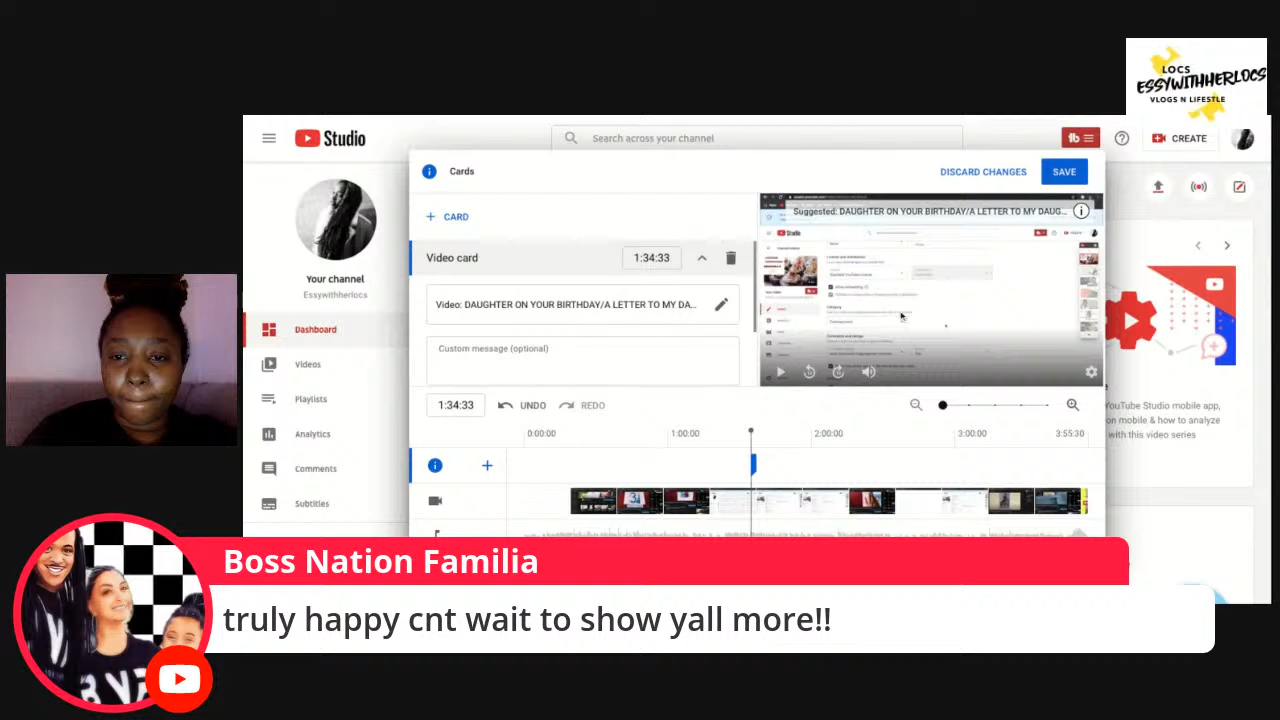 LOCS
ESSYWITHHERLOCS
VLOGS N LIFESTLE
Studio
Search across your channel
CREATE
Cards
DISCARD CHANGES
SAVE
+ CARD
Suggested: DAUGHTER ON YOUR BIRTHDAY/A LETTER TO MY DAUG...
Video card
1:34:33
Video: DAUGHTER ON YOUR BIRTHDAY/A LETTER TO MY DA...
Custom message (optional)
Your channel
Essywithherlocs
Dashboard
Videos
Playlists
Analytics
Comments
Subtitles
1:34:33
UNDO
REDO
0:00:00
1:00:00
2:00:00
3:00:00
3:55:30
YouTube Studio mobile app,
on mobile & how to analyze
with this video series
Boss Nation Familia
truly happy cnt wait to show yall more!!